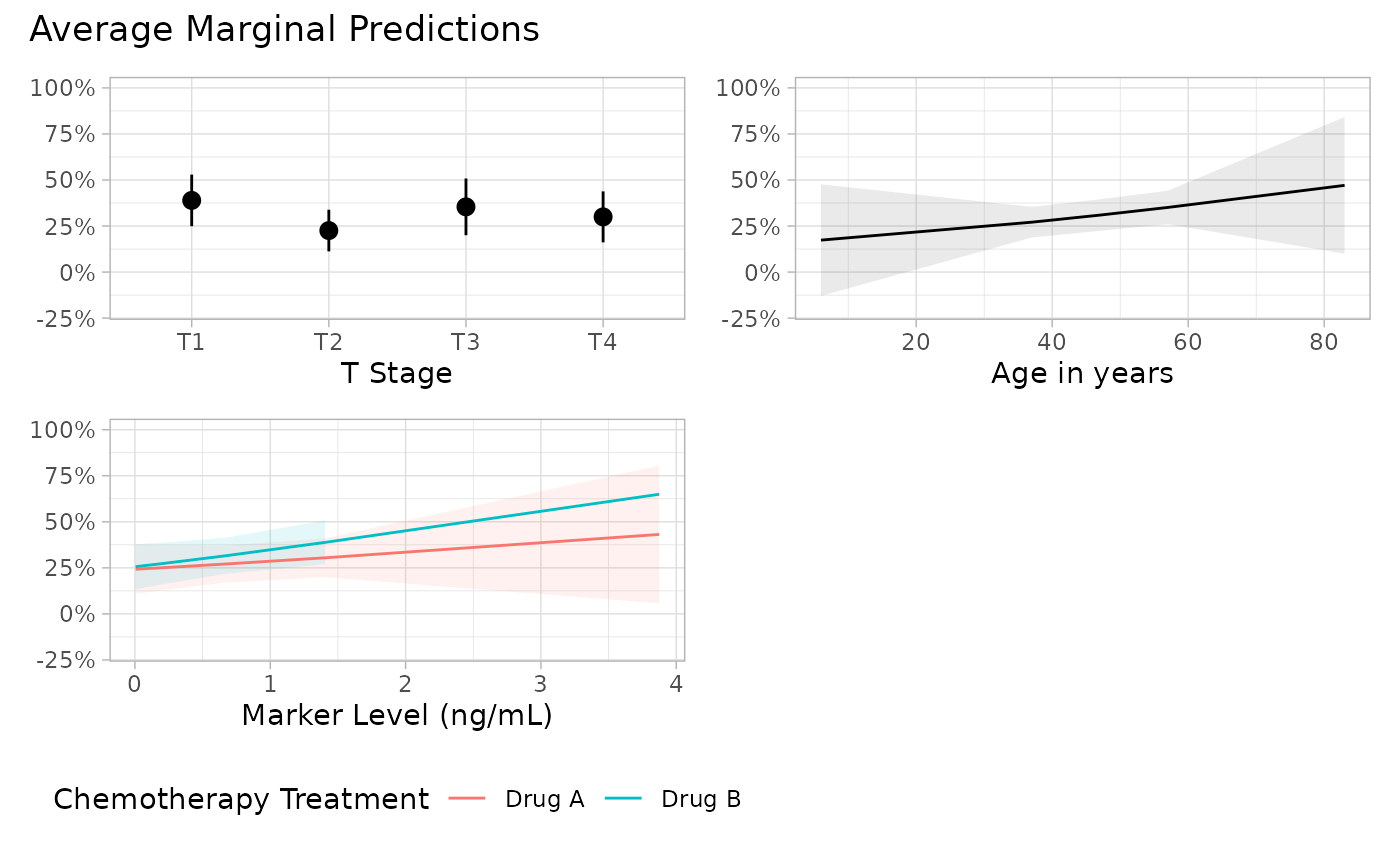 Average Marginal Predictions
100%
75%
50%
25%
0%
-25%
T1 T2 T3 T4
T Stage
100%
75%
50%
25%
0%
-25%
20 40 60 80
Age in years
100%
75%
50%
25%
0%
-25%
0 1 2 3 4
Marker Level (ng/mL)
Chemotherapy Treatment Drug A Drug B